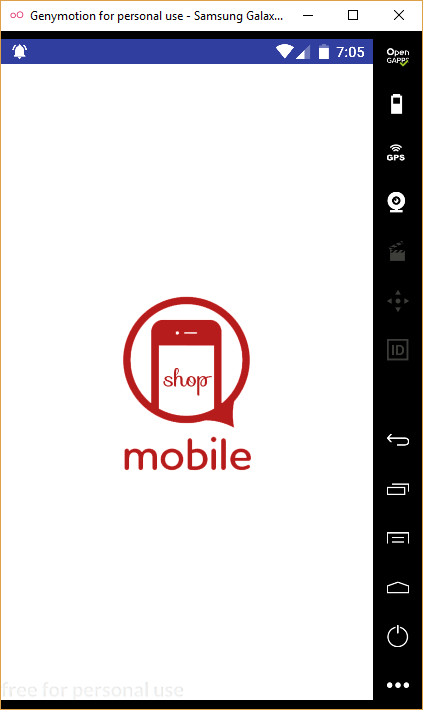 Genymotion for personal use - Samsung Galax...
Open
GAPPS
7:05
GPS
ID
shop
mobile
free for personal use